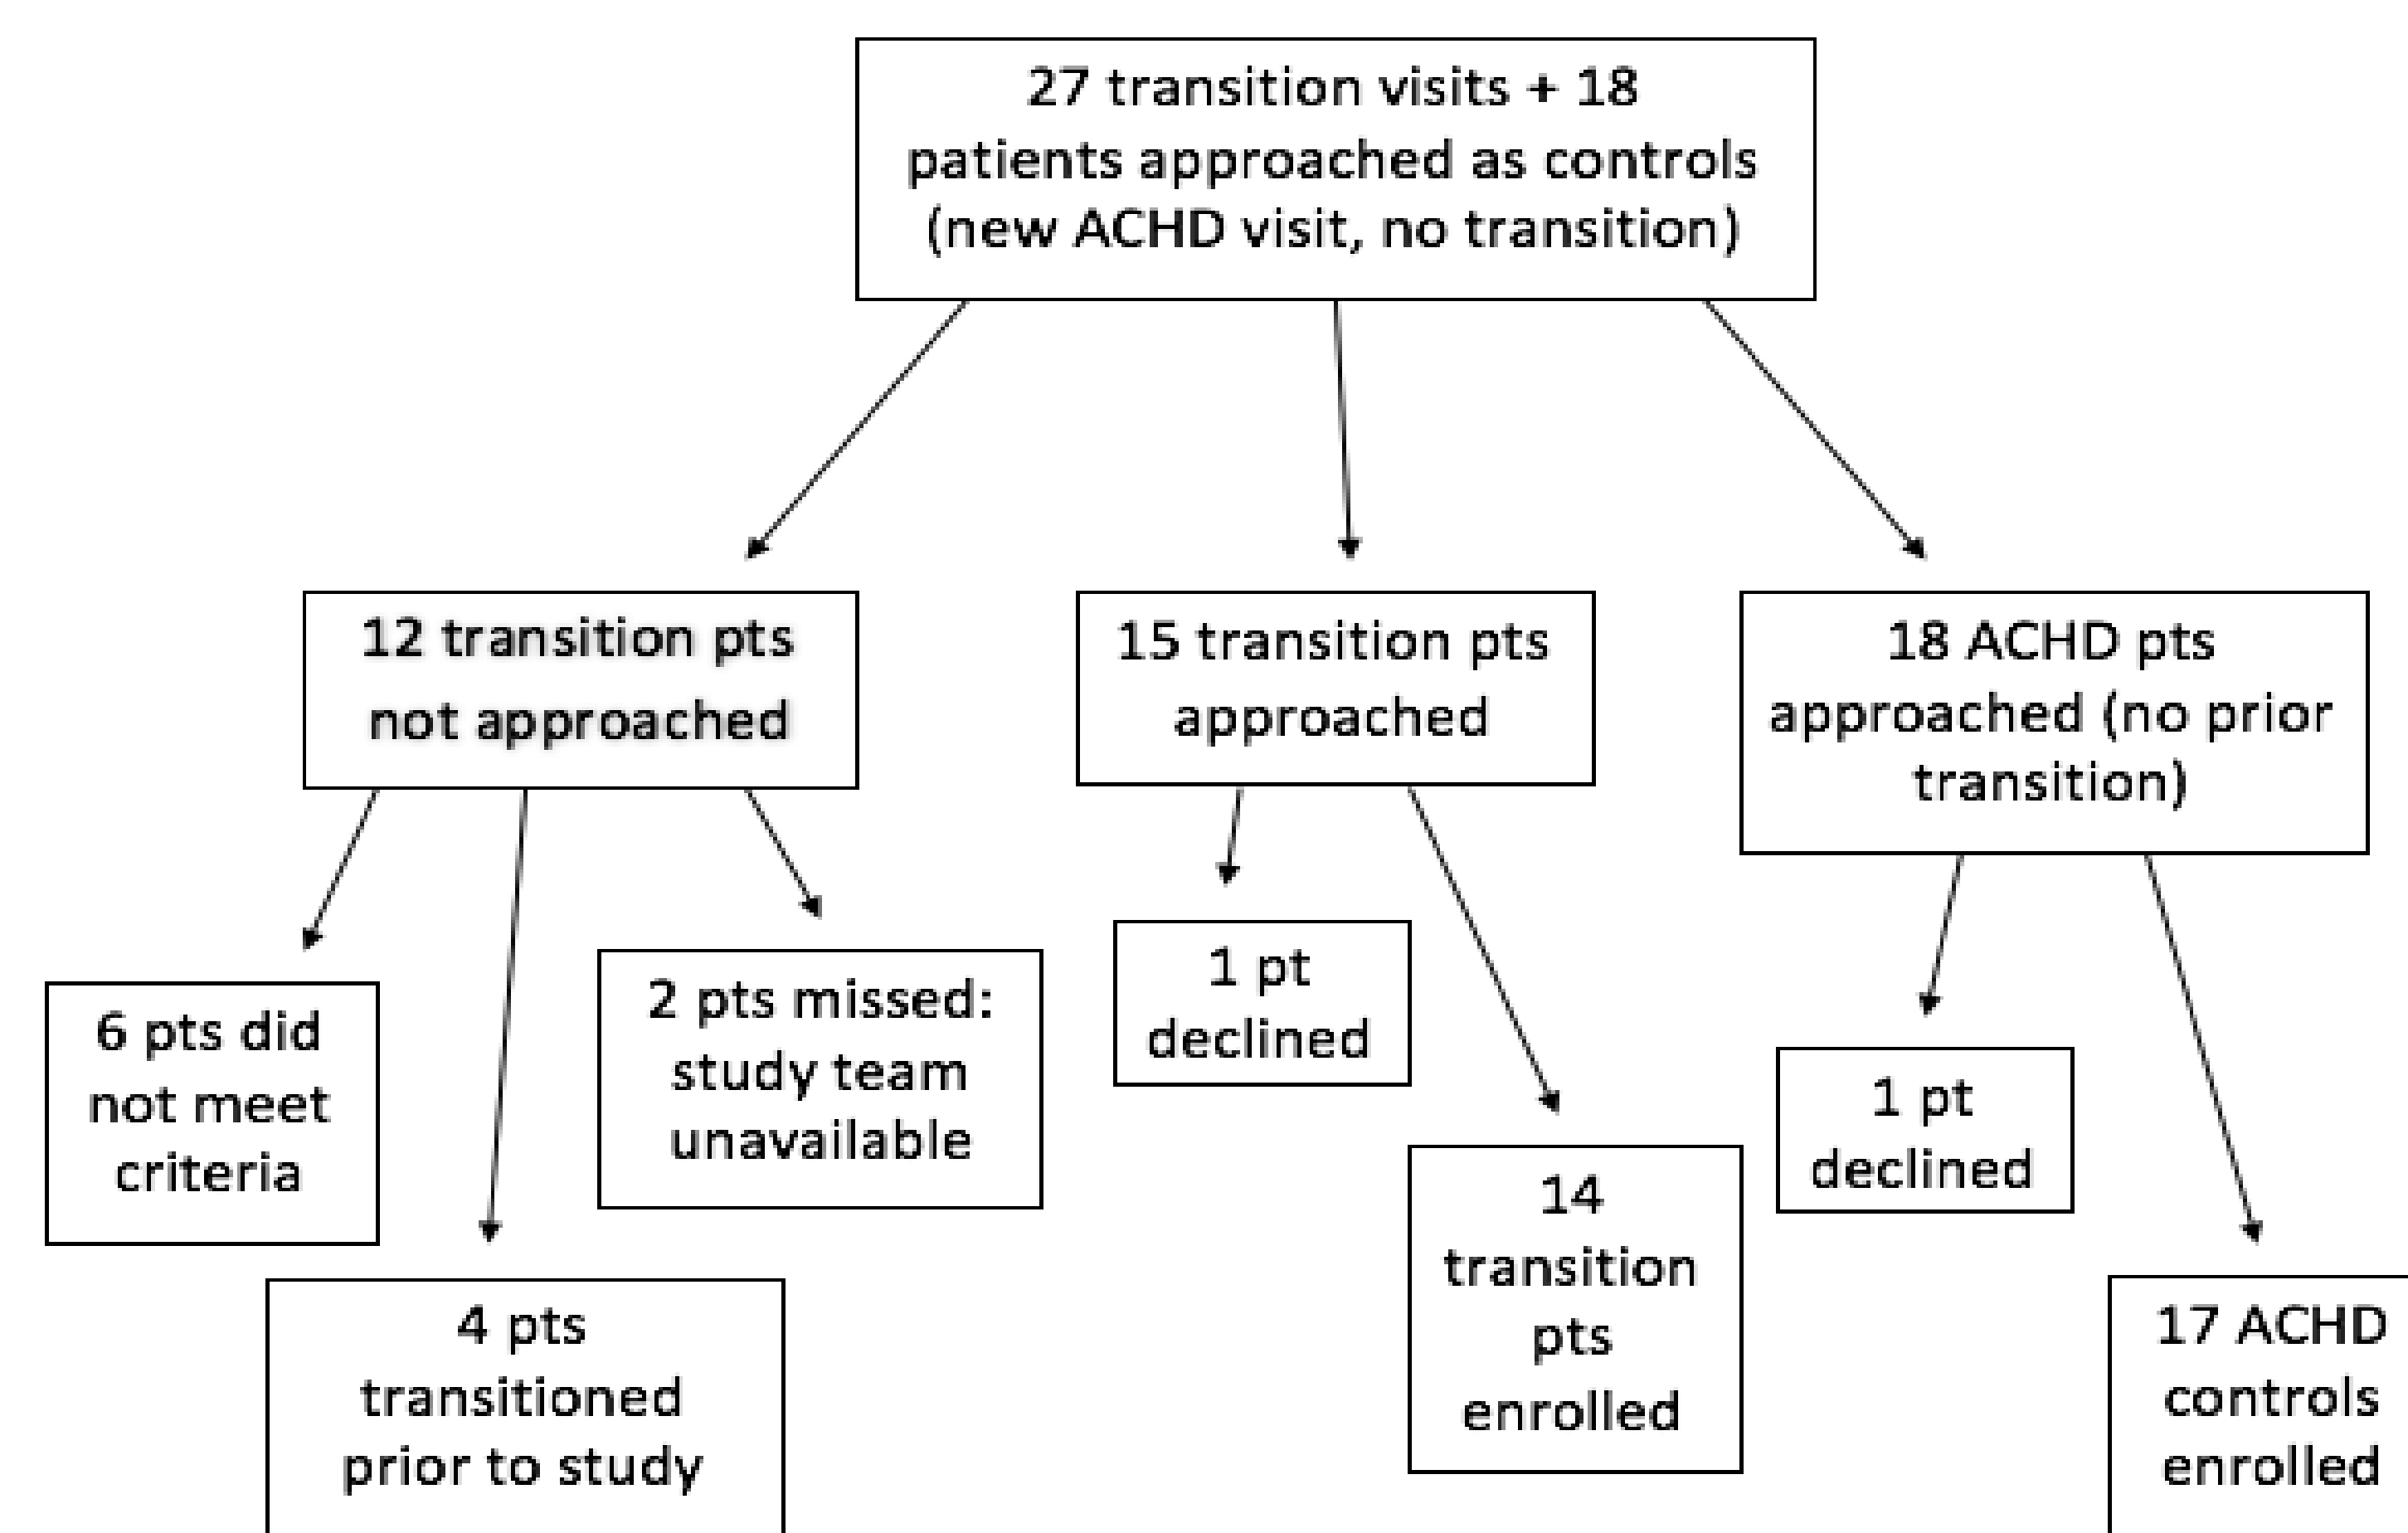 27 transition visits + 18
patients approached as controls
(new ACHD visit, no transition)
12 transition pts
not approached
15 transition pts
approached
18 ACHD pts
approached (no prior
transition)
6 pts did
not meet
criteria
4 pts
transitioned
prior to study
2 pts missed:
study team
unavailable
1 pt
declined
14
transition
pts
enrolled
1 pt
declined
17 ACHD
controls
enrolled